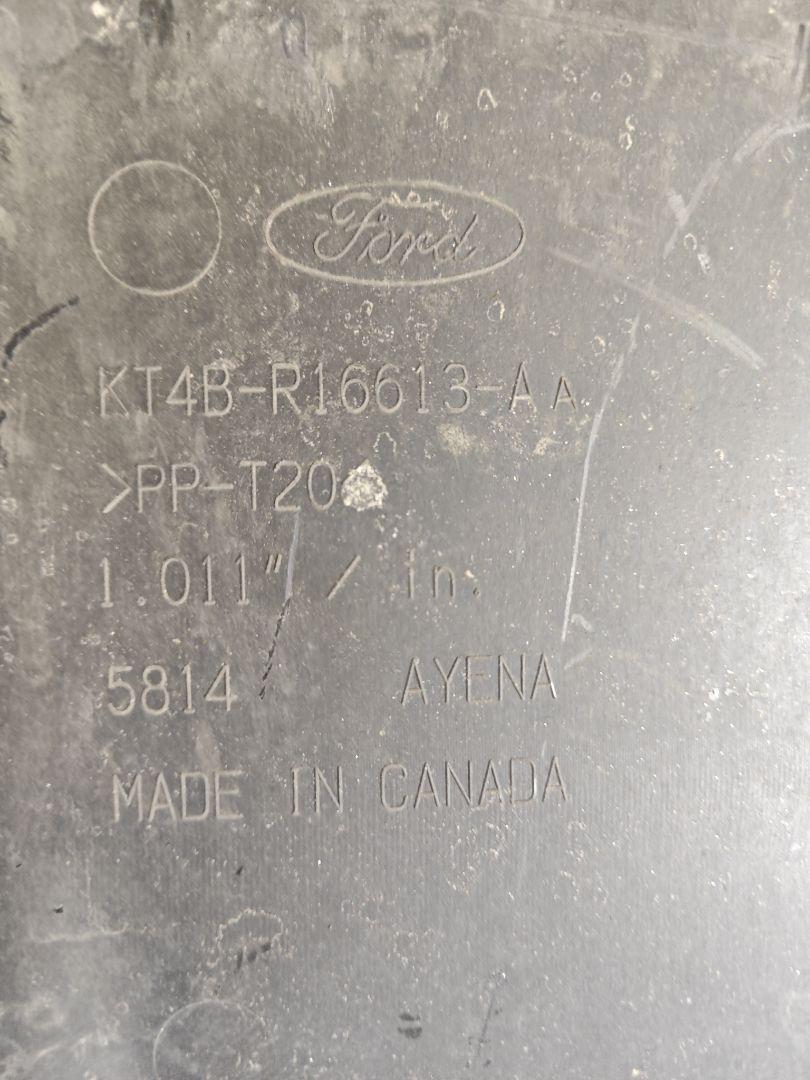 Ford
KT4B-R16613-AA
>PP-T20
1.011" / in.
5814 AYENA
MADE IN CANADA